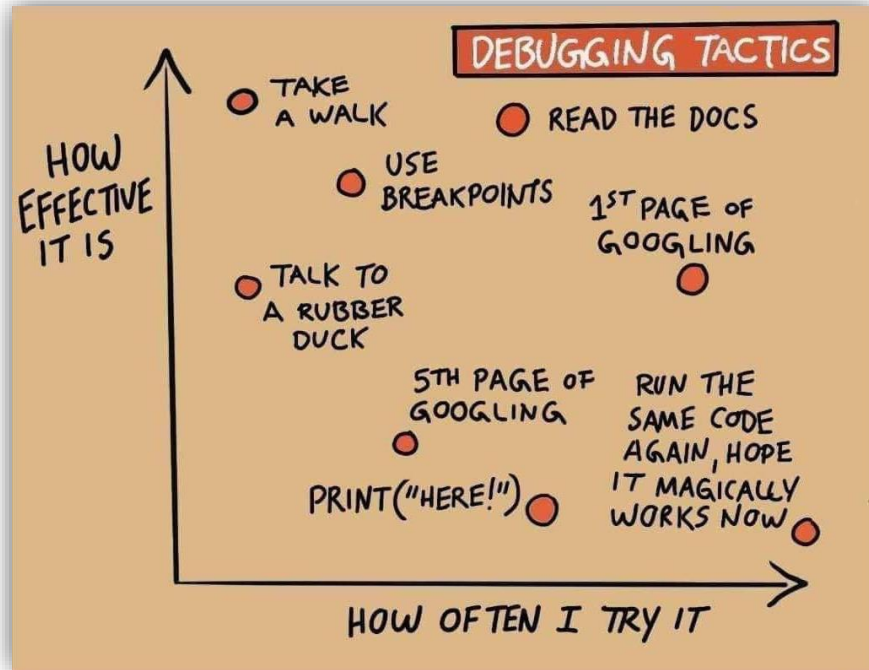 DEBUGGING TACTICS
HOW
EFFECTIVE
IT IS
TAKE
A WALK
READ THE DOCS
USE
BREAKPOINTS
1ST PAGE OF
GOOGLING
TALK TO
A RUBBER
DUCK
5TH PAGE OF
GOOGLING
RUN THE
SAME CODE
AGAIN, HOPE
IT MAGICALLY
WORKS NOW
PRINT("HERE!")
HOW OFTEN I TRY IT